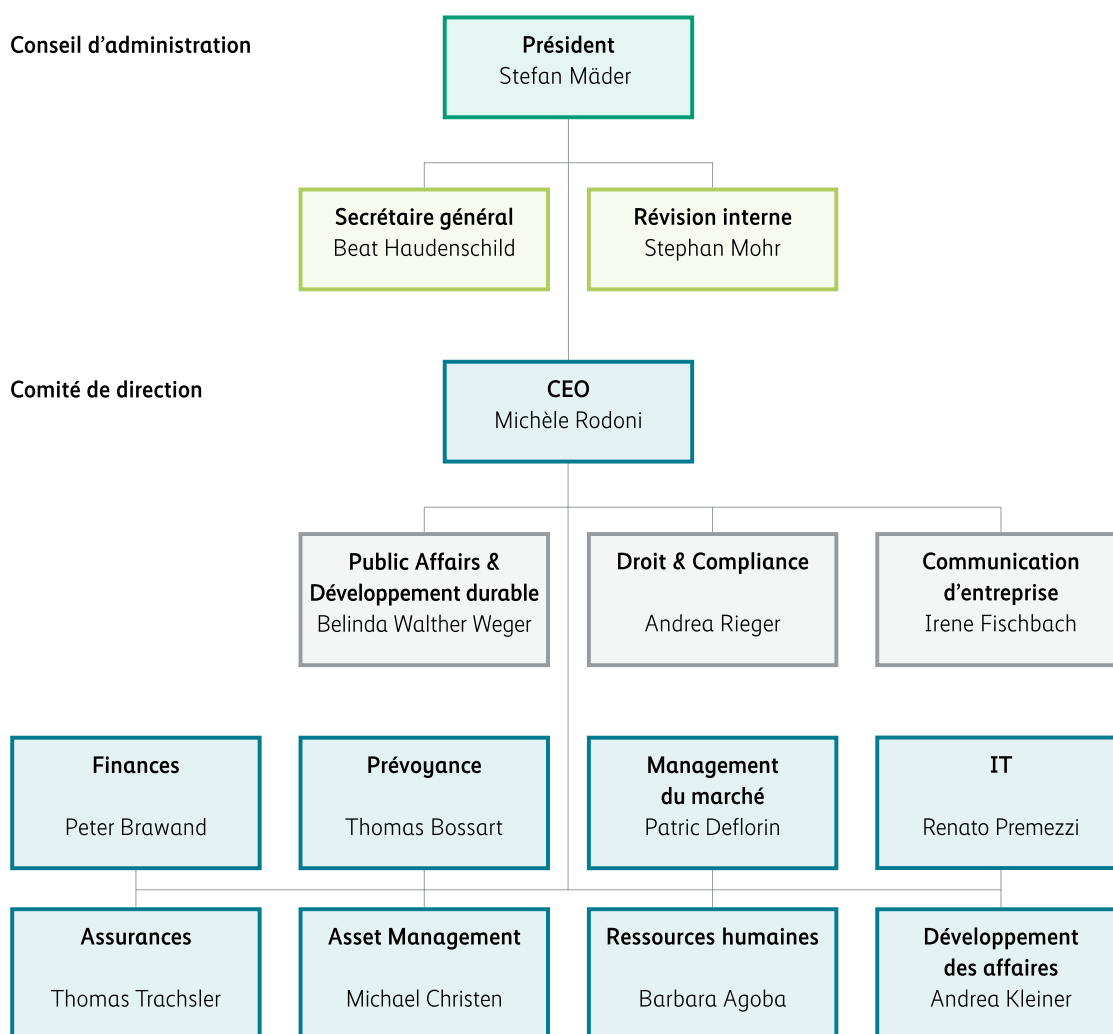 Conseil d’administration
Président
Stefan Mäder
Secrétaire général
Beat Haudenschild
Révision interne
Stephan Mohr
Comité de direction
CEO
Michèle Rodoni
Public Affairs &
Développement durable
Belinda Walther Weger
Droit & Compliance
Andrea Rieger
Communication
d’entreprise
Irene Fischbach
Finances
Peter Brawand
Prévoyance
Thomas Bossart
Management
du marché
Patric Deflorin
IT
Renato Premezzi
Assurances
Thomas Trachsler
Asset Management
Michael Christen
Ressources humaines
Barbara Agoba
Développement
des affaires
Andrea Kleiner